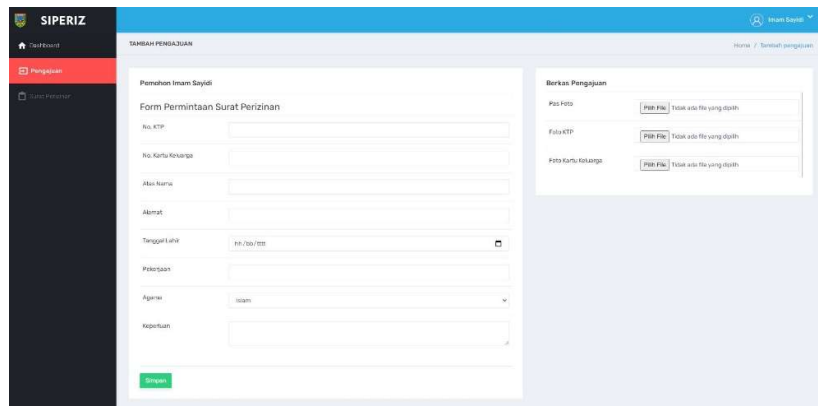 SIPERIZ
Imam Sayidi
Dashboard
Pengajuan
Surat Perizinan
TAMBAH PENGAJUAN
Home / Tambah pengajuan
Pemohon Imam Sayidi
Form Permintaan Surat Perizinan
No. KTP
No. Kartu Keluarga
Atas Nama
Alamat
Tanggal Lahir
hh/bb/tttt
Pekerjaan
Agama
Islam
Keperluan
Simpan
Berkas Pengajuan
Pas Foto
Pilih File Tidak ada file yang dipilih
Foto KTP
Pilih File Tidak ada file yang dipilih
Foto Kartu Keluarga
Pilih File Tidak ada file yang dipilih